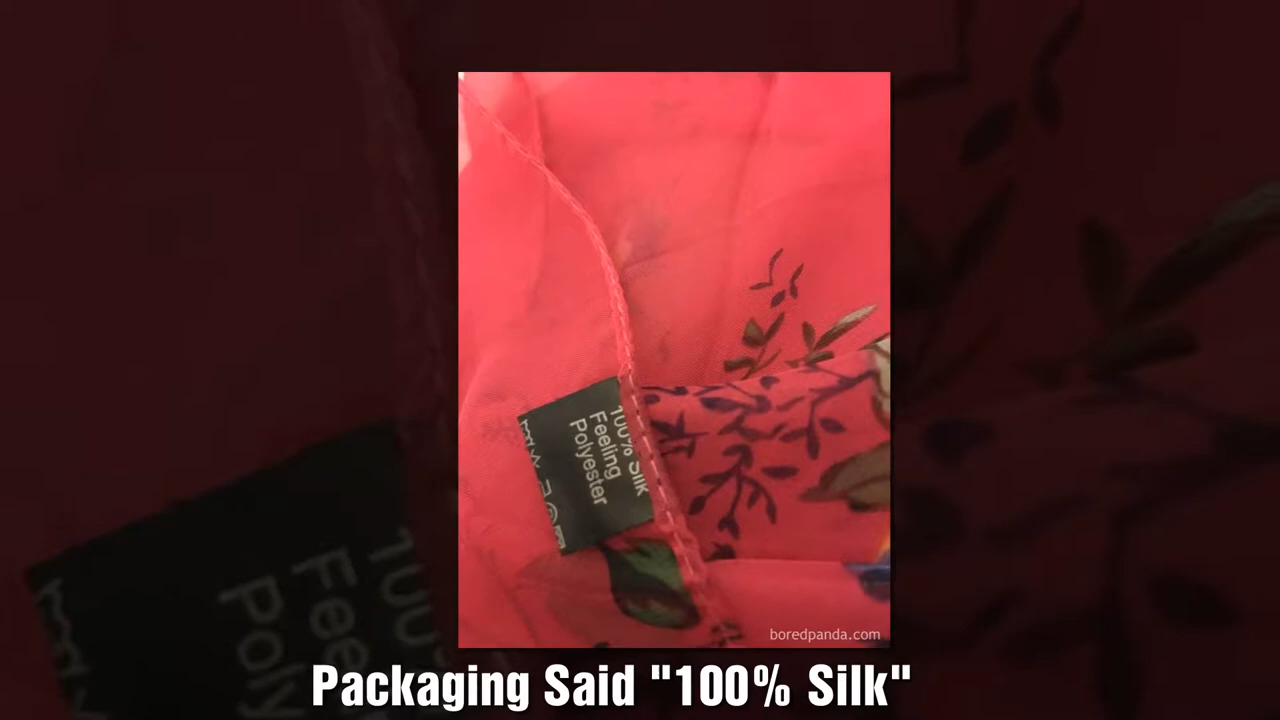 100% Silk
Feeling
Polyester
boredpanda.com
Packaging Said "100% Silk"